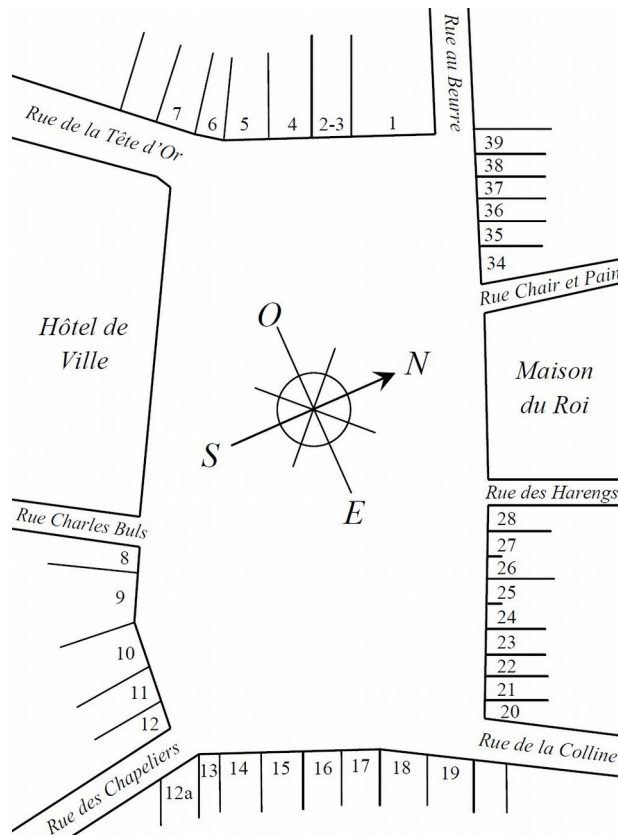 Rue de la Tête d'Or
7
6
5
4
2-3
1
Rue au Beurre
39
38
37
36
35
34
Rue Chair et Pain
Hôtel de
Ville
O
N
S
E
Maison
du Roi
Rue des Harengs
Rue Charles Buls
8
9
10
11
12
28
27
26
25
24
23
22
21
20
Rue des Chapeliers
12a
13
14
15
16
17
18
19
Rue de la Colline